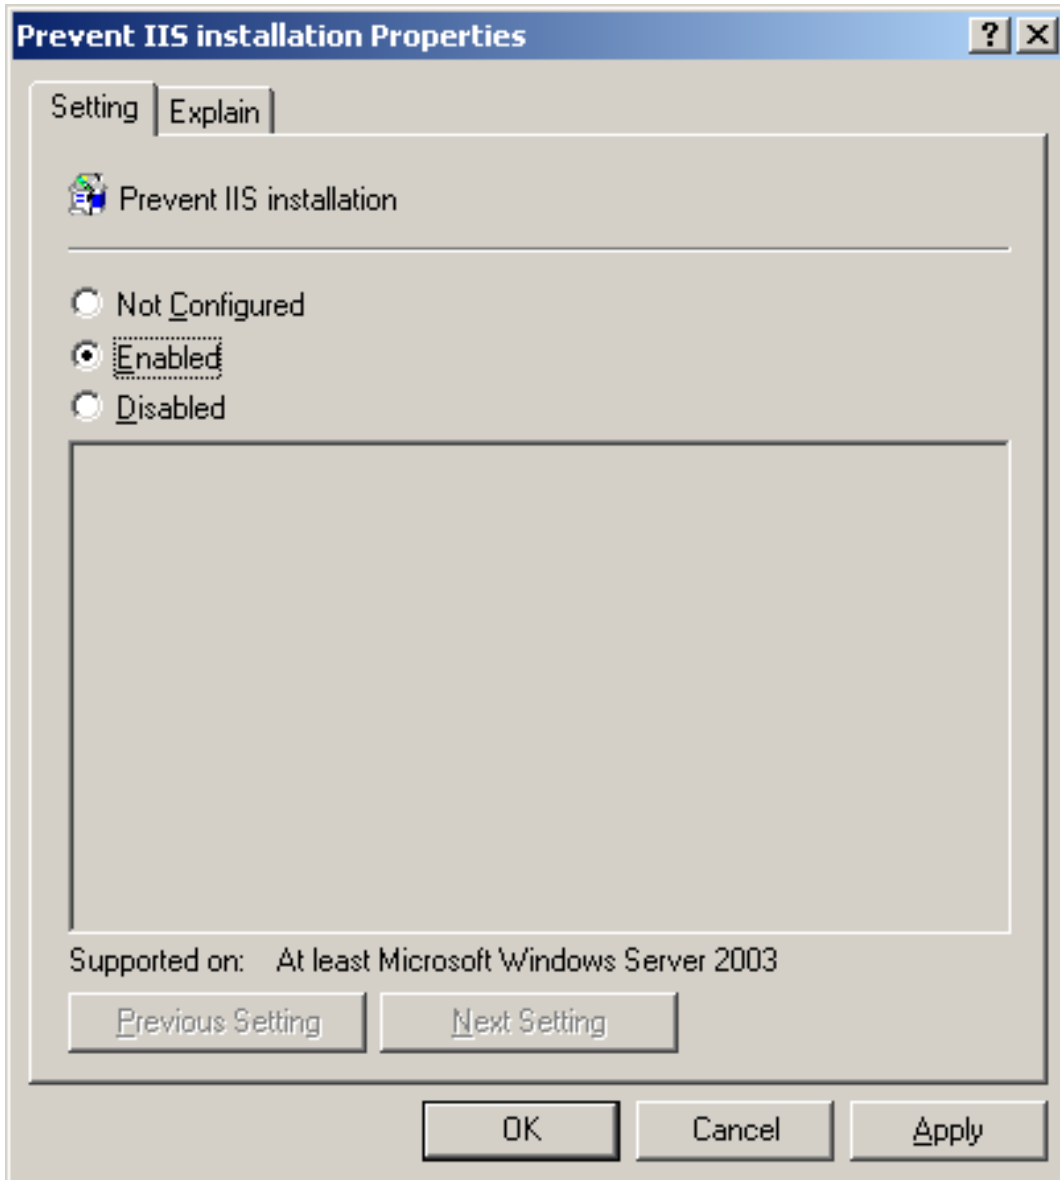 Prevent IIS installation Properties
Setting
Explain
Prevent IIS installation
Not Configured
Enabled
Disabled
Supported on: At least Microsoft Windows Server 2003
Previous Setting
Next Setting
OK
Cancel
Apply